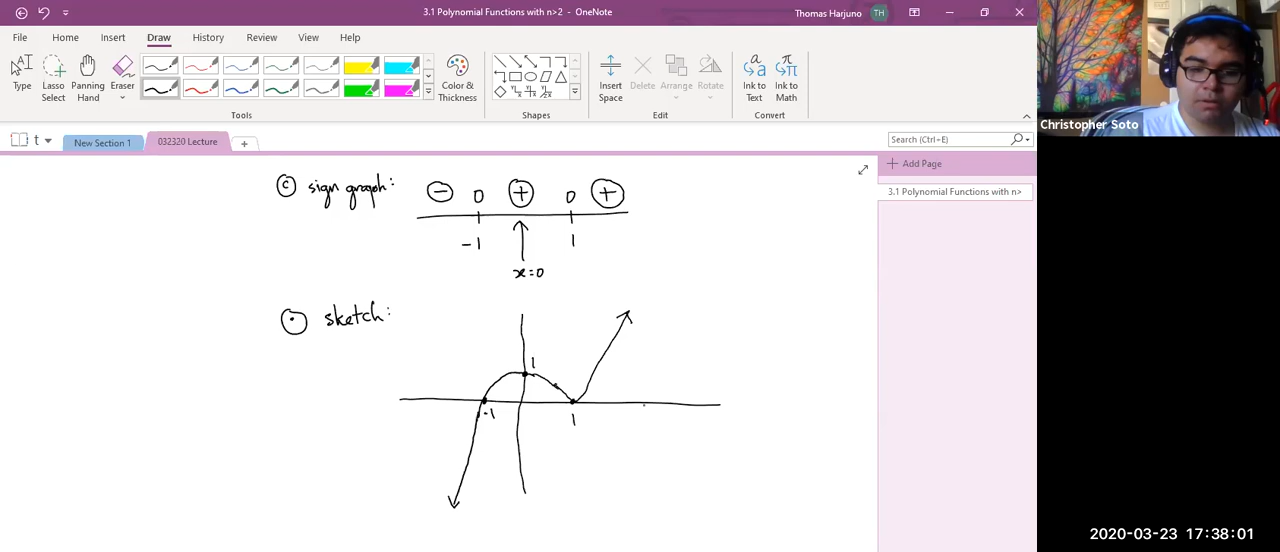 3.1 Polynomial Functions with n>2 - OneNote
Thomas Harjuno TH
File Home Insert Draw History Review View Help
Type
Lasso Select
Panning Hand
Eraser
Color & Thickness
Insert Space
Delete
Arrange
Rotate
Ink to Text
Ink to Math
Tools
Shapes
Edit
Convert
t
New Section 1
032320 Lecture
Search (Ctrl+E)
Add Page
3.1 Polynomial Functions with n>
Christopher Soto
c sign graph:
− 0 + 0 +
-1 1
x=0
sketch:
1
-1
1
2020-03-23 17:38:01